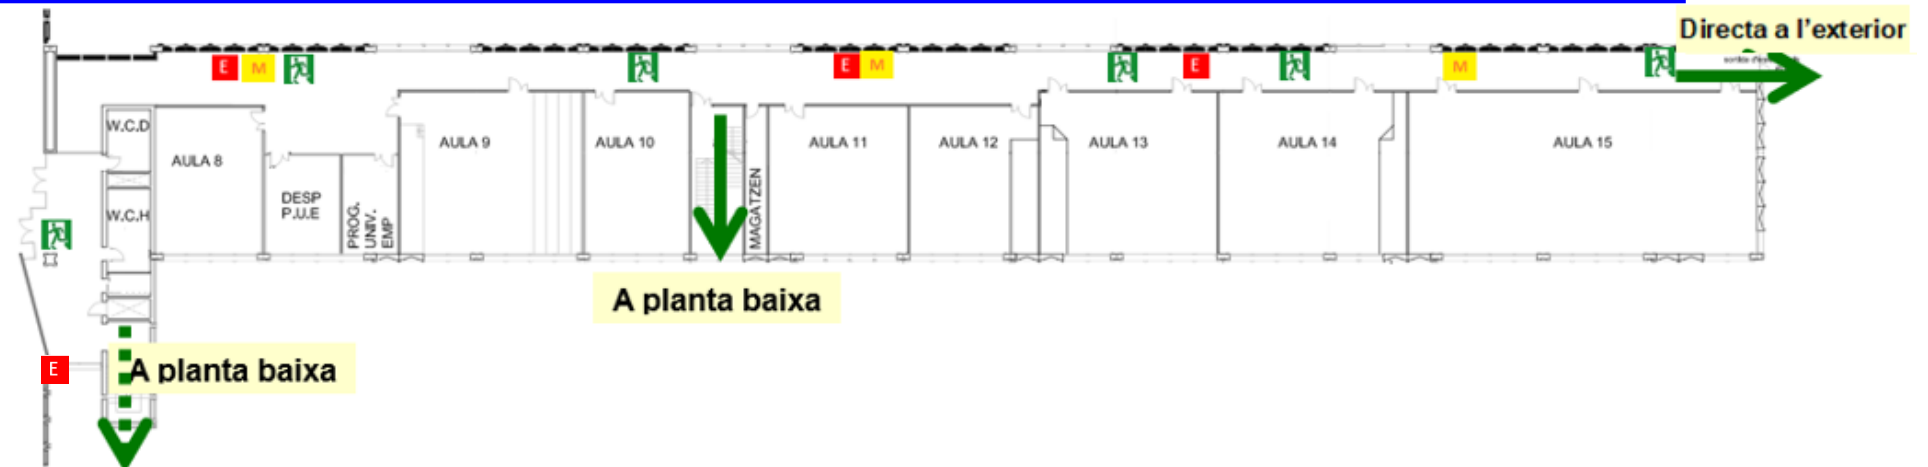 Directa a l'exterior
E
M
E
M
E
M
W.C.D
AULA 8
AULA 9
AULA 10
AULA 11
AULA 12
AULA 13
AULA 14
AULA 15
DESP
P.U.E
PROG.
UNIV.
EMP
MAGATZEN
W.C.H
A planta baixa
E
A planta baixa